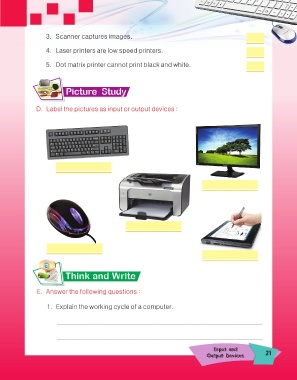 3. Scanner captures images.
4. Laser printers are low speed printers.
5. Dot matrix printer cannot print black and white.
Picture Study
D. Label the pictures as input or output devices :
Think and Write
E. Answer the following questions :
1. Explain the working cycle of a computer.
Input and
Output Devices
21